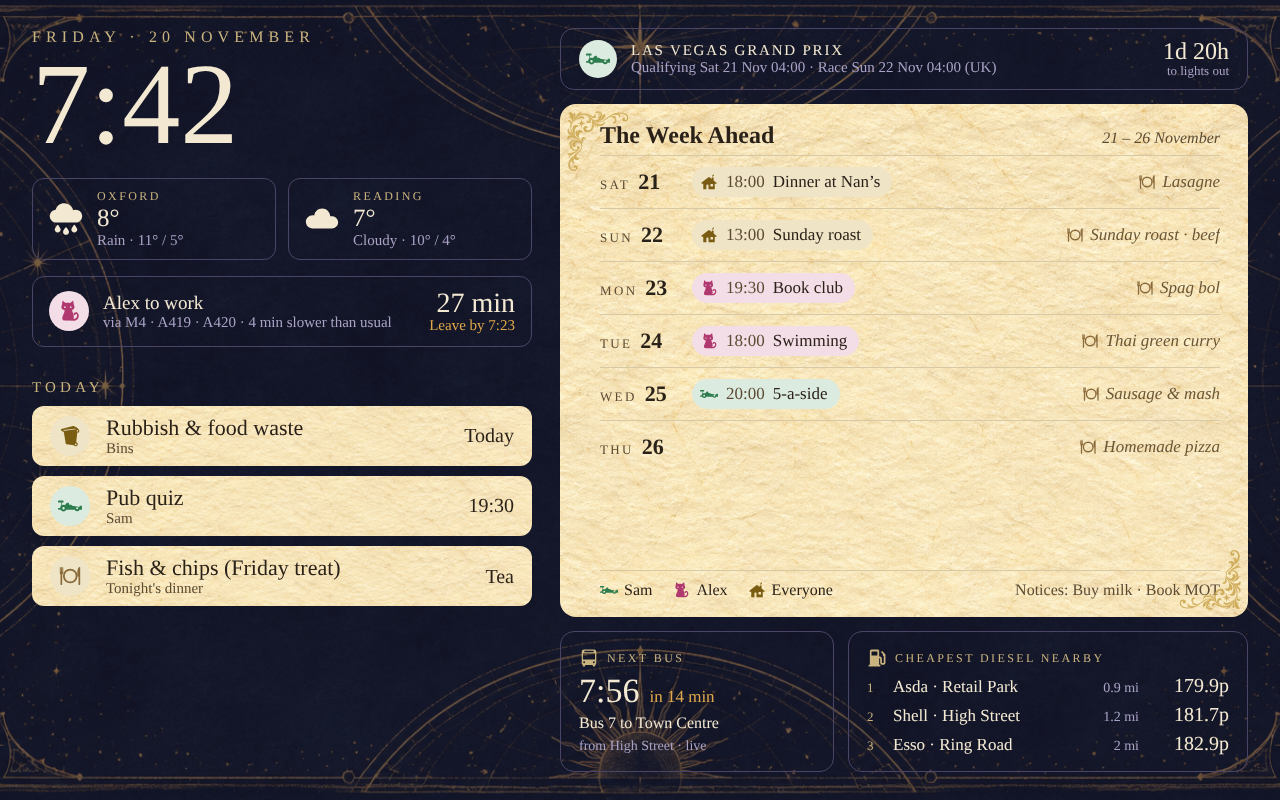 FRIDAY · 20 NOVEMBER
7:42
OXFORD
8°
Rain · 11° / 5°
READING
7°
Cloudy · 10° / 4°
Alex to work
via M4 · A419 · A420 · 4 min slower than usual
27 min
Leave by 7:23
TODAY
Rubbish & food waste
Bins
Today
Pub quiz
Sam
19:30
Fish & chips (Friday treat)
Tonight's dinner
Tea
LAS VEGAS GRAND PRIX
Qualifying Sat 21 Nov 04:00 · Race Sun 22 Nov 04:00 (UK)
1d 20h
to lights out
The Week Ahead
21 – 26 November
SAT 21 18:00 Dinner at Nan’s Lasagne
SUN 22 13:00 Sunday roast Sunday roast · beef
MON 23 19:30 Book club Spag bol
TUE 24 18:00 Swimming Thai green curry
WED 25 20:00 5-a-side Sausage & mash
THU 26 Homemade pizza
Sam Alex Everyone Notices: Buy milk · Book MOT
NEXT BUS
7:56 in 14 min
Bus 7 to Town Centre
from High Street · live
CHEAPEST DIESEL NEARBY
1 Asda · Retail Park 0.9 mi 179.9p
2 Shell · High Street 1.2 mi 181.7p
3 Esso · Ring Road 2 mi 182.9p